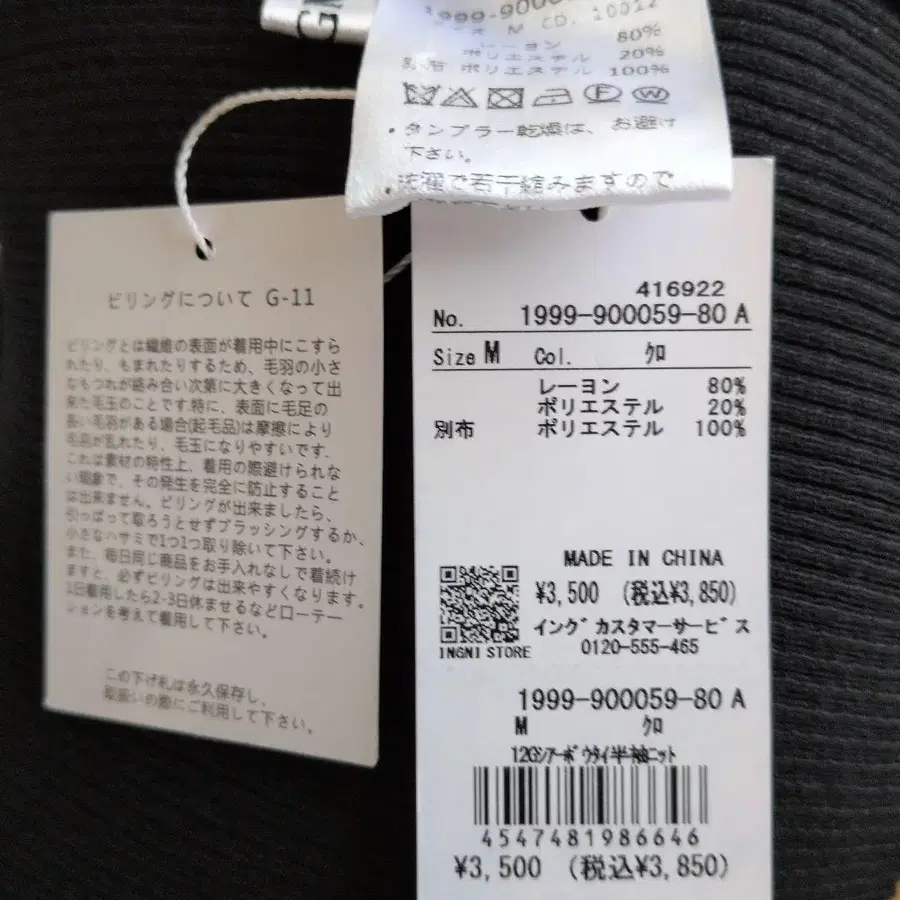 1999-9000
M CD. 10012
レーヨン 80%
ポリエステル 20%
別布 ポリエステル 100%
・タンブラー乾燥は、お避け
下さい。
・洗濯で若干縮みますので
ピリングについて G-11
ピリングとは繊維の表面が着用中にこすら
れたり、もまれたりするため、毛羽の小さ
なもつれが絡み合い次第に大きくなって出
来た毛玉のことです.特に、表面に毛足の
長い毛羽がある場合(起毛品)は摩擦により
毛羽が乱れたり、毛玉になりやすいです.
これは素材の特性上、着用の際避けられな
い現象で、その発生を完全に防止すること
は出来ません。ピリングが出来ましたら、
引っぱって取ろうとせずブラッシングするか、
小さなハサミで1つ1つ取り除いて下さい。
また、毎日同じ商品をお手入れなしで着続け
ますと、必ずピリングは出来やすくなります。
1日着用したら2-3日休ませるなどローテー
ションを考えて着用して下さい。
この下げ札は永久保存し、
取扱いの際にご利用して下さい。
416922
No. 1999-900059-80 A
Size M Col. ｸﾛ
レーヨン 80%
ポリエステル 20%
別布 ポリエステル 100%
MADE IN CHINA
¥3,500 (税込¥3,850)
イングカスタマーサービス
INGNI STORE 0120-555-465
1999-900059-80 A
M ｸﾛ
12Gｼｱｰﾎﾞｳﾀｲ半袖ﾆｯﾄ
4547481986646
¥3,500 (税込¥3,850)